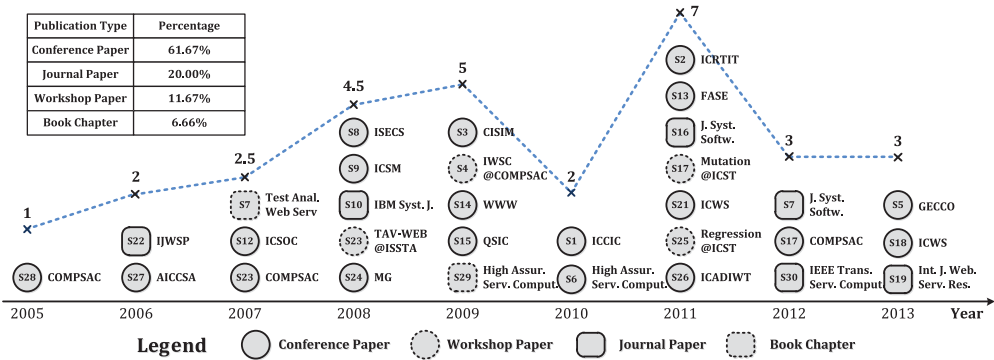 Publication Type Percentage
Conference Paper 61.67%
Journal Paper 20.00%
Workshop Paper 11.67%
Book Chapter 6.66%
1
2
2.5
4.5
5
2
7
3
3
S28 COMPSAC
S22 IJWSP
S27 AICCSA
S7 Test Anal.
Web Serv
S12 ICSOC
S23 COMPSAC
S8 ISECS
S9 ICSM
S10 IBM Syst. J.
S23 TAV-WEB
@ISSTA
S24 MG
S3 CISIM
S4 IWSC
@COMPSAC
S14 WWW
S15 QSIC
S29 High Assur.
Serv. Comput.
S1 ICCIC
S6 High Assur.
Serv. Comput.
S2 ICRTIT
S13 FASE
S16 J. Syst.
Softw.
S17 Mutation
@ICST
S21 ICWS
S25 Regression
@ICST
S26 ICADIWT
S7 J. Syst.
Softw.
S17 COMPSAC
S30 IEEE Trans.
Serv. Comput.
S5 GECCO
S18 ICWS
S19 Int. J. Web.
Serv. Res.
2005 2006 2007 2008 2009 2010 2011 2012 2013 Year
Legend Conference Paper Workshop Paper Journal Paper Book Chapter